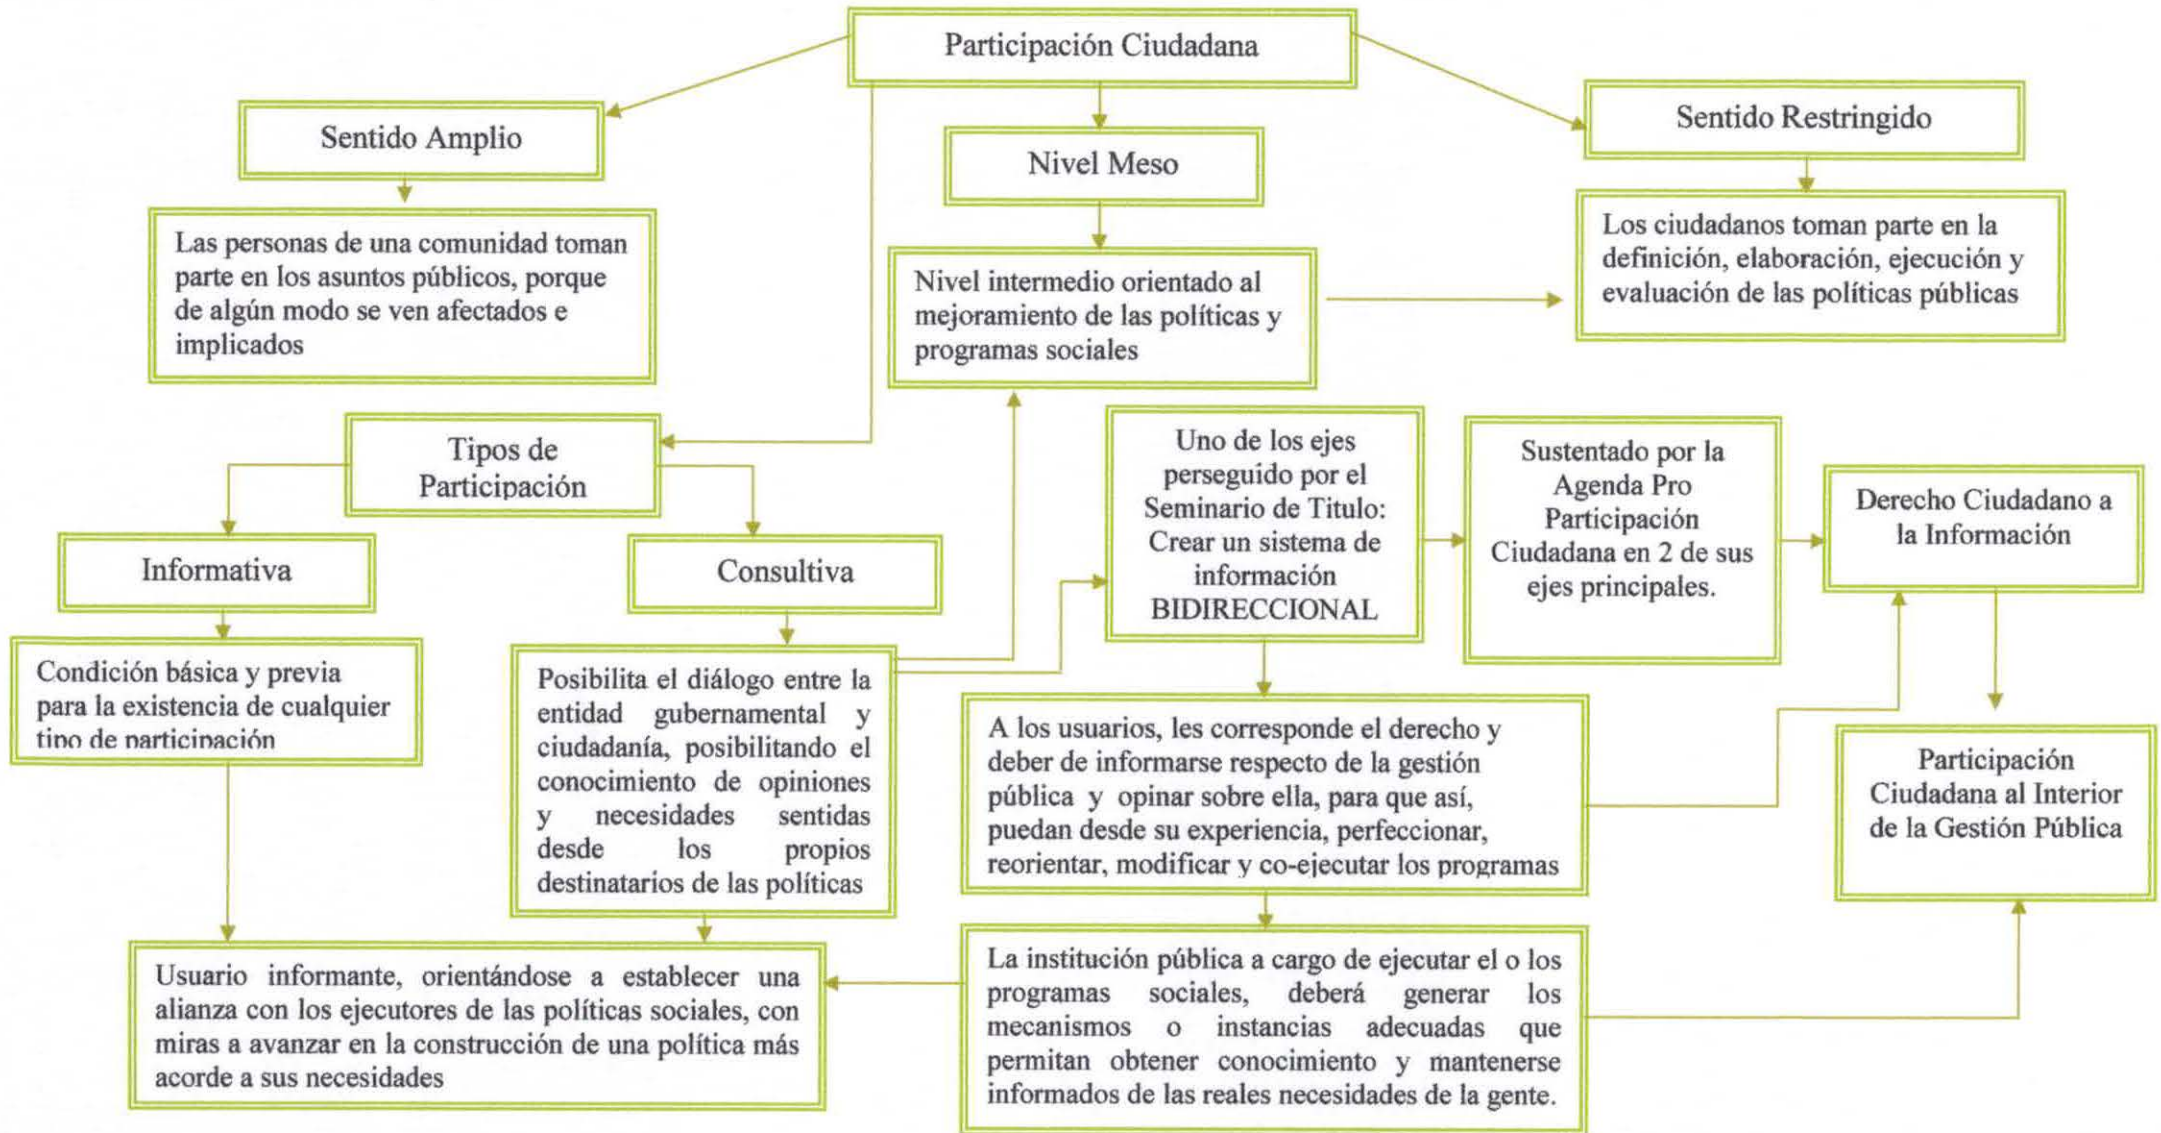 Participación Ciudadana
Sentido Amplio
Nivel Meso
Sentido Restringido
Las personas de una comunidad toman
parte en los asuntos públicos, porque
de algún modo se ven afectados e
implicados
Nivel intermedio orientado al
mejoramiento de las políticas y
programas sociales
Los ciudadanos toman parte en la
definición, elaboración, ejecución y
evaluación de las políticas públicas
Tipos de
Participación
Informativa
Consultiva
Uno de los ejes
perseguido por el
Seminario de Titulo:
Crear un sistema de
información
BIDIRECCIONAL
Sustentado por la
Agenda Pro
Participación
Ciudadana en 2 de sus
ejes principales.
Derecho Ciudadano a
la Información
Condición básica y previa
para la existencia de cualquier
tipo de participación
Posibilita el diálogo entre la
entidad gubernamental y
ciudadanía, posibilitando el
conocimiento de opiniones
y necesidades sentidas
desde los propios
destinatarios de las políticas
A los usuarios, les corresponde el derecho y
deber de informarse respecto de la gestión
pública y opinar sobre ella, para que así,
puedan desde su experiencia, perfeccionar,
reorientar, modificar y co-ejecutar los programas
Participación
Ciudadana al Interior
de la Gestión Pública
Usuario informante, orientándose a establecer una
alianza con los ejecutores de las políticas sociales, con
miras a avanzar en la construcción de una política más
acorde a sus necesidades
La institución pública a cargo de ejecutar el o los
programas sociales, deberá generar los
mecanismos o instancias adecuadas que
permitan obtener conocimiento y mantenerse
informados de las reales necesidades de la gente.